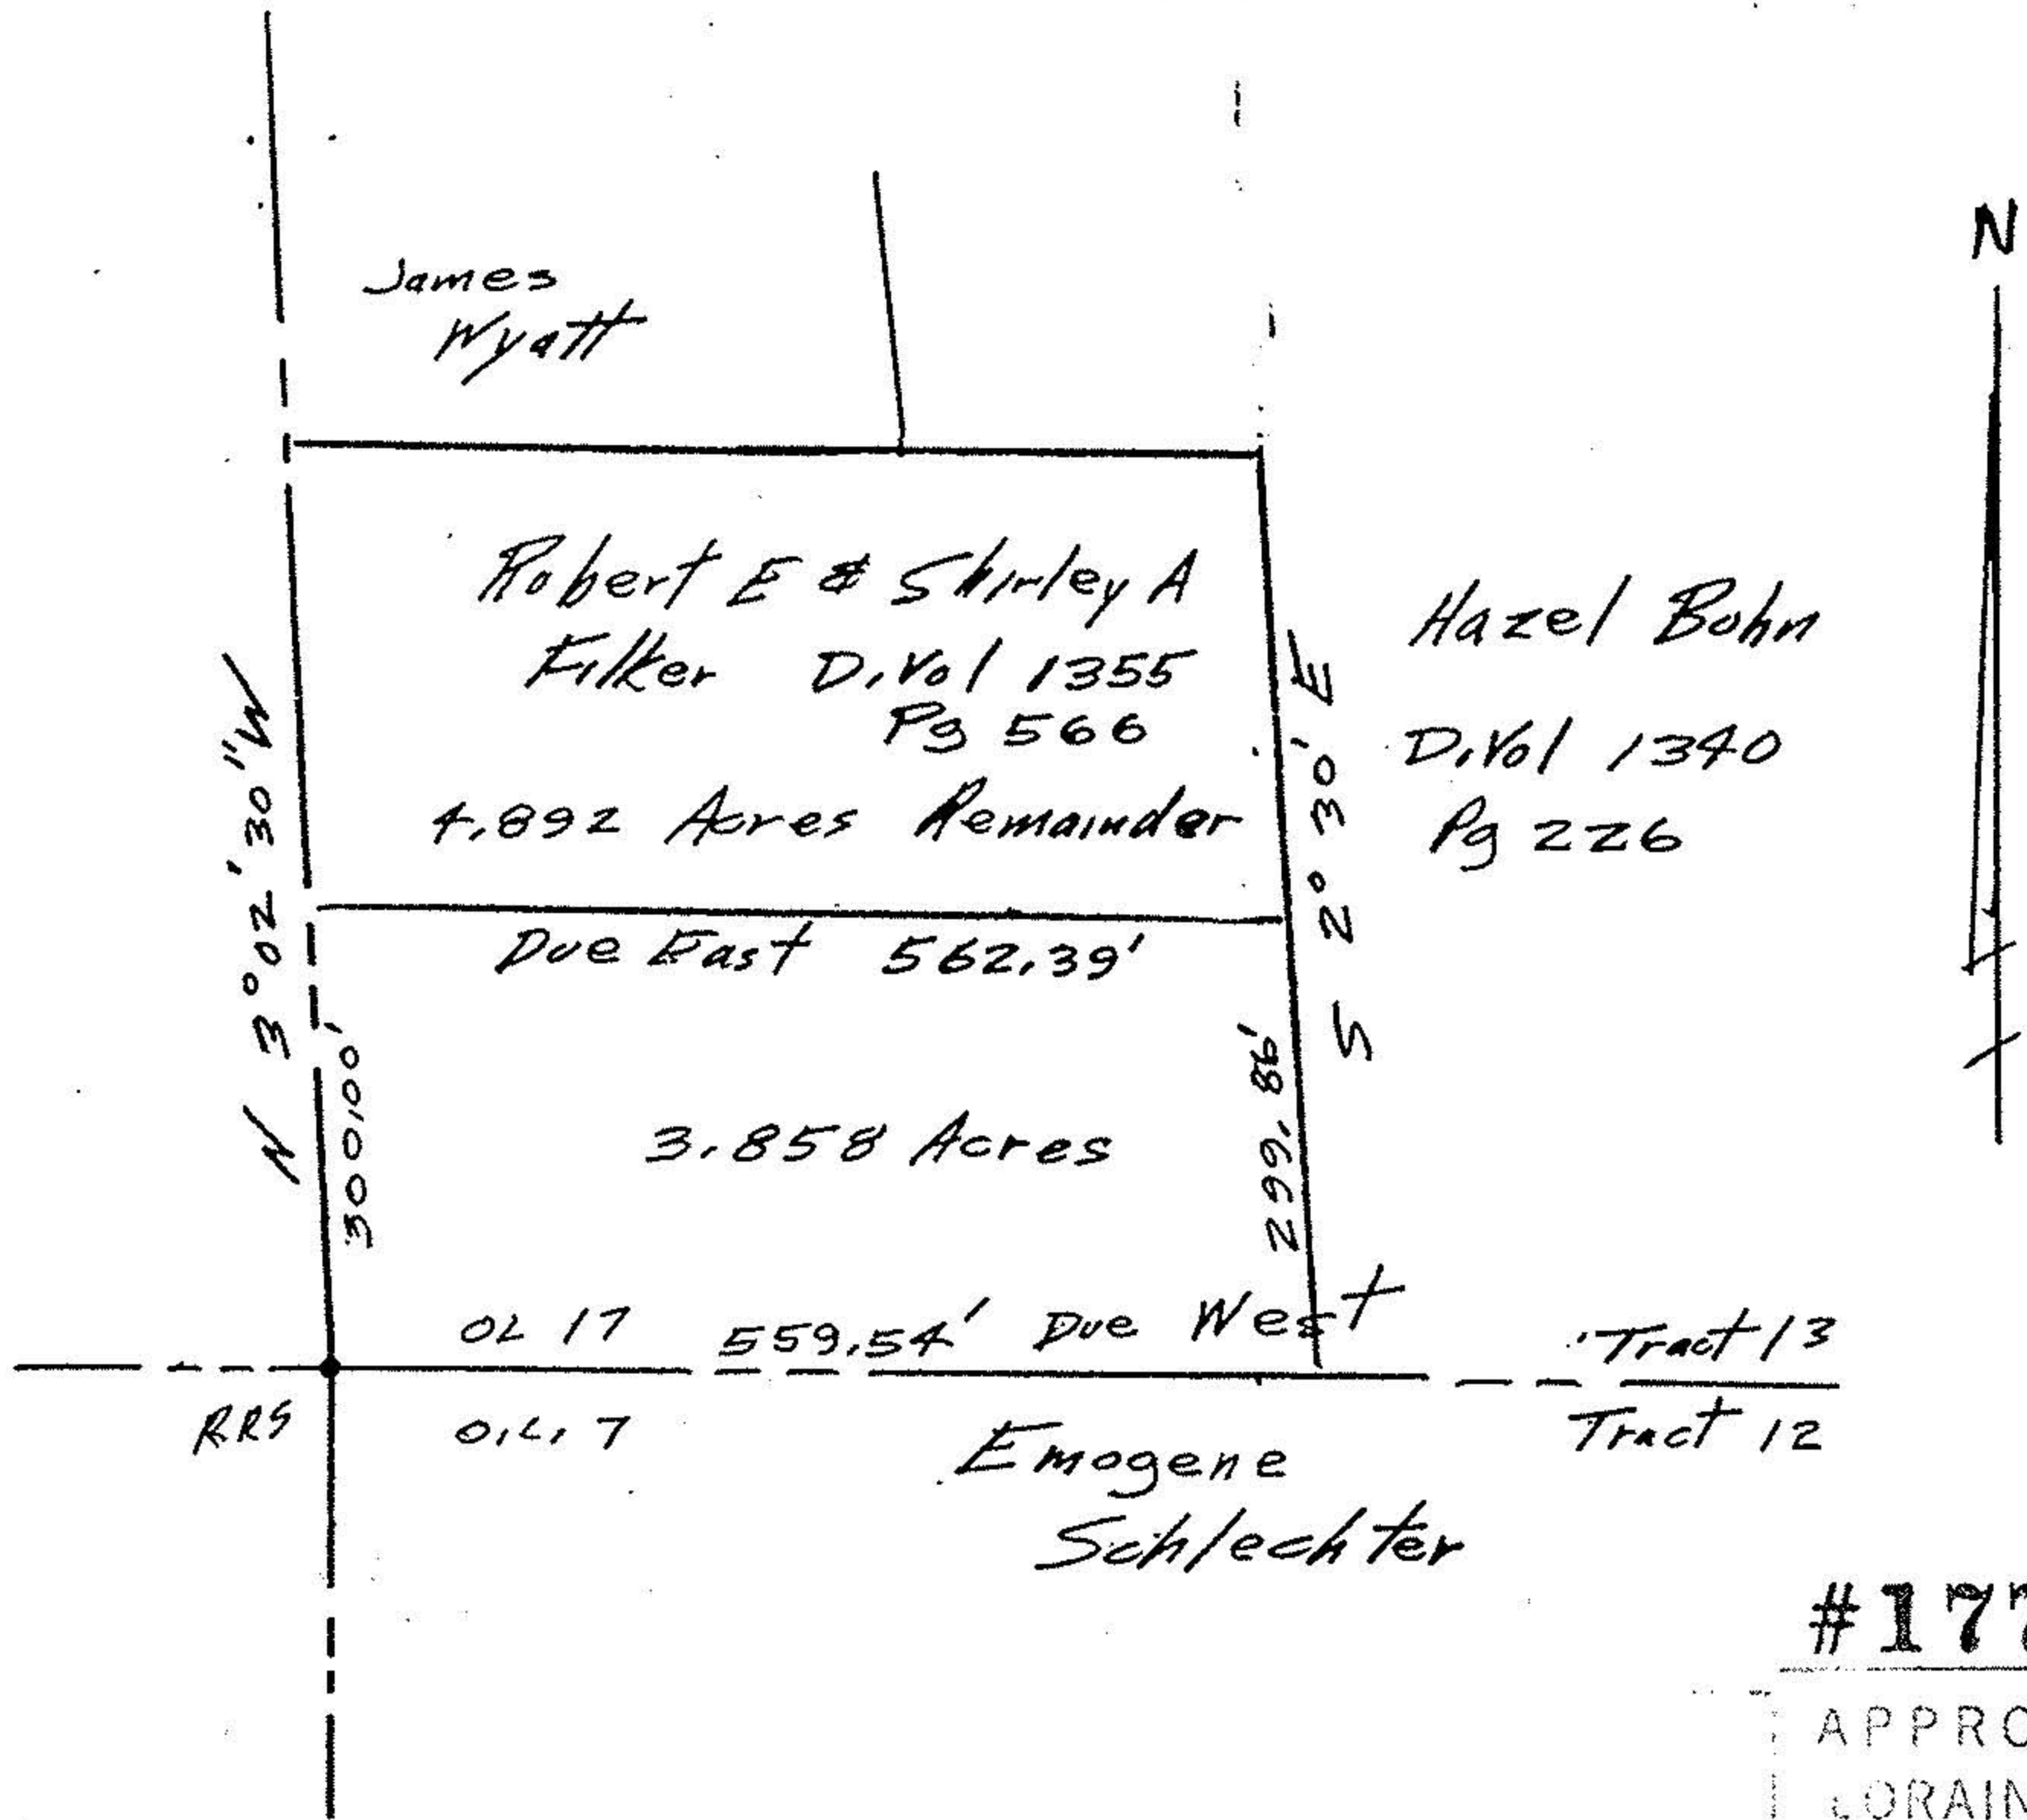 N
James
Wyatt
Robert E & Shirley A
Filker D.Vol 1355
Pg 566
4.892 Acres Remainder
Hazel Bohn
D.Vol 1340
Pg 226
N 3°02'30"W
S 2°30' E
Due East 562.39'
300.00'
299.86'
3.858 Acres
OL 17 559.54' Due West
Tract 13
RRS
O.L. 7
Tract 12
Emogene
Schlechter
#177
APPRO
LORAIN